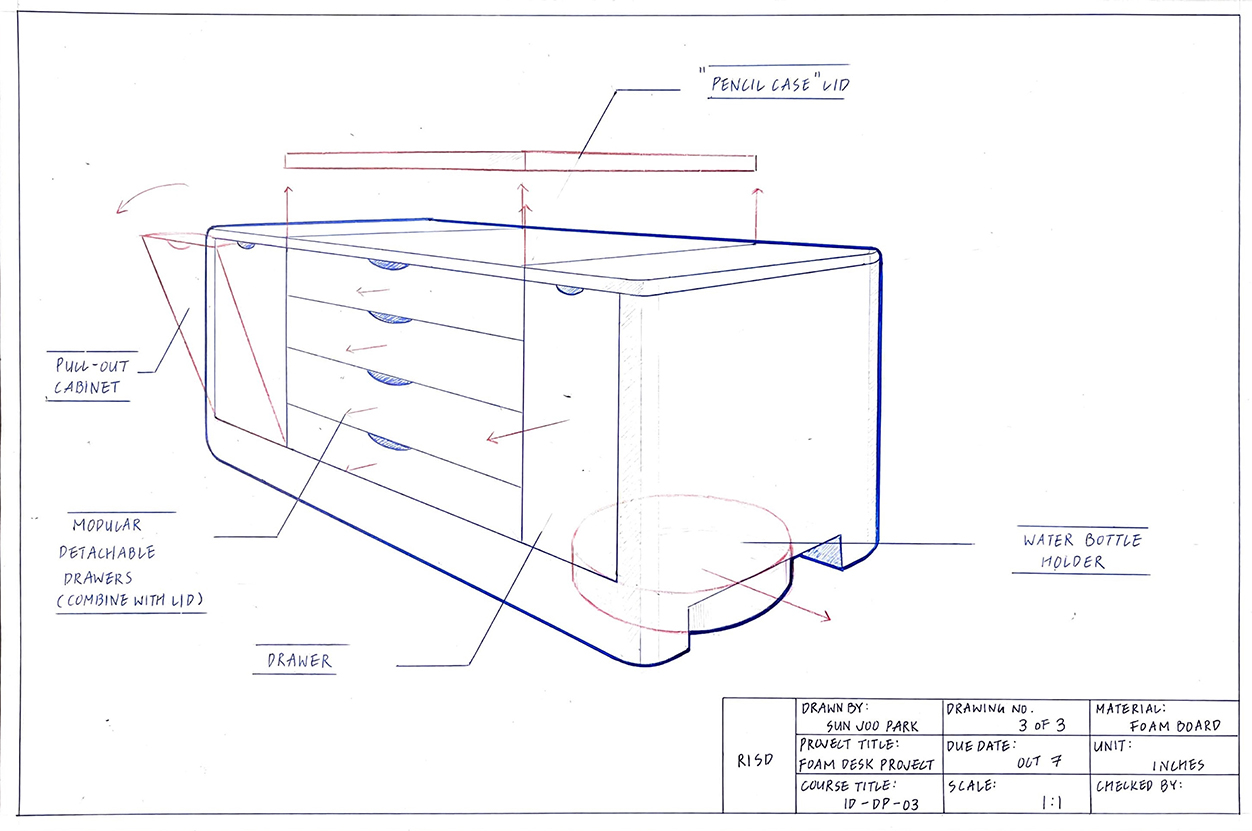 "PENCIL CASE" LID
PULL-OUT
CABINET
MODULAR
DETACHABLE
DRAWERS
(COMBINE WITH LID)
DRAWER
WATER BOTTLE
HOLDER
RISD
DRAWN BY:
SUN JOO PARK
DRAWING NO.
3 OF 3
MATERIAL:
FOAM BOARD
PROJECT TITLE:
FOAM DESK PROJECT
DUE DATE:
OCT 7
UNIT:
INCHES
COURSE TITLE:
ID-DP-03
SCALE:
1:1
CHECKED BY: